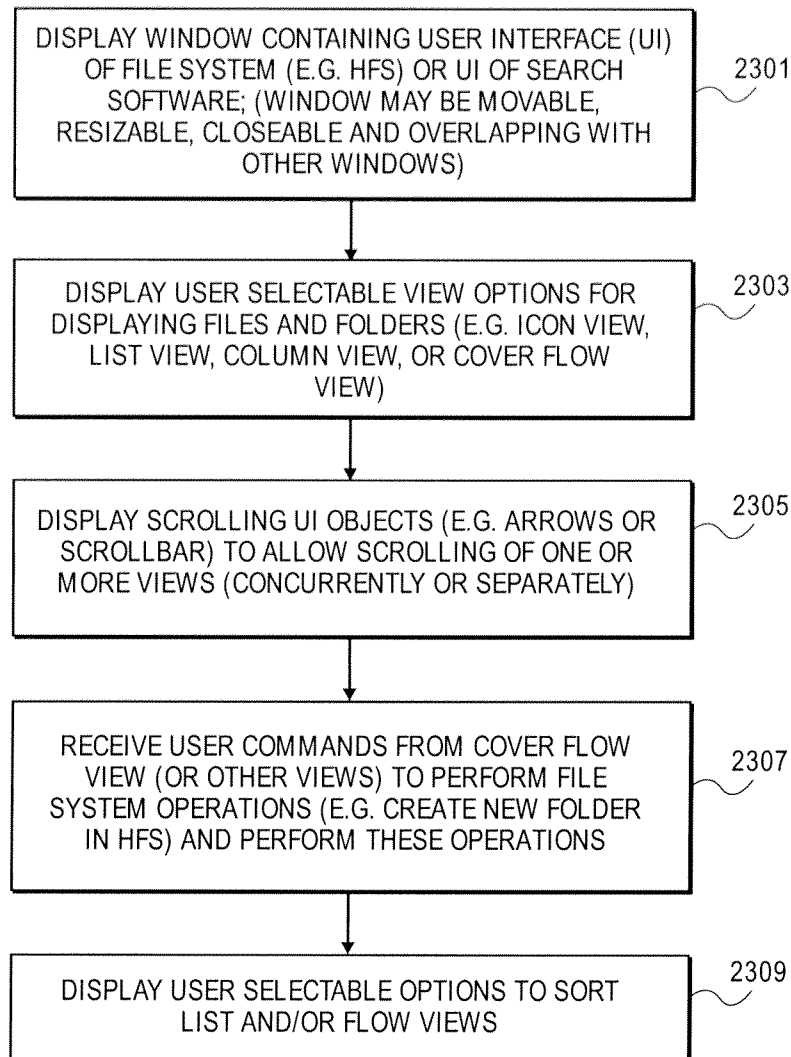 DISPLAY WINDOW CONTAINING USER INTERFACE (UI)
OF FILE SYSTEM (E.G. HFS) OR UI OF SEARCH
SOFTWARE; (WINDOW MAY BE MOVABLE,
RESIZABLE, CLOSEABLE AND OVERLAPPING WITH
OTHER WINDOWS)
2301
DISPLAY USER SELECTABLE VIEW OPTIONS FOR
DISPLAYING FILES AND FOLDERS (E.G. ICON VIEW,
LIST VIEW, COLUMN VIEW, OR COVER FLOW
VIEW)
2303
DISPLAY SCROLLING UI OBJECTS (E.G. ARROWS OR
SCROLLBAR) TO ALLOW SCROLLING OF ONE OR
MORE VIEWS (CONCURRENTLY OR SEPARATELY)
2305
RECEIVE USER COMMANDS FROM COVER FLOW
VIEW (OR OTHER VIEWS) TO PERFORM FILE
SYSTEM OPERATIONS (E.G. CREATE NEW FOLDER
IN HFS) AND PERFORM THESE OPERATIONS
2307
DISPLAY USER SELECTABLE OPTIONS TO SORT
LIST AND/OR FLOW VIEWS
2309